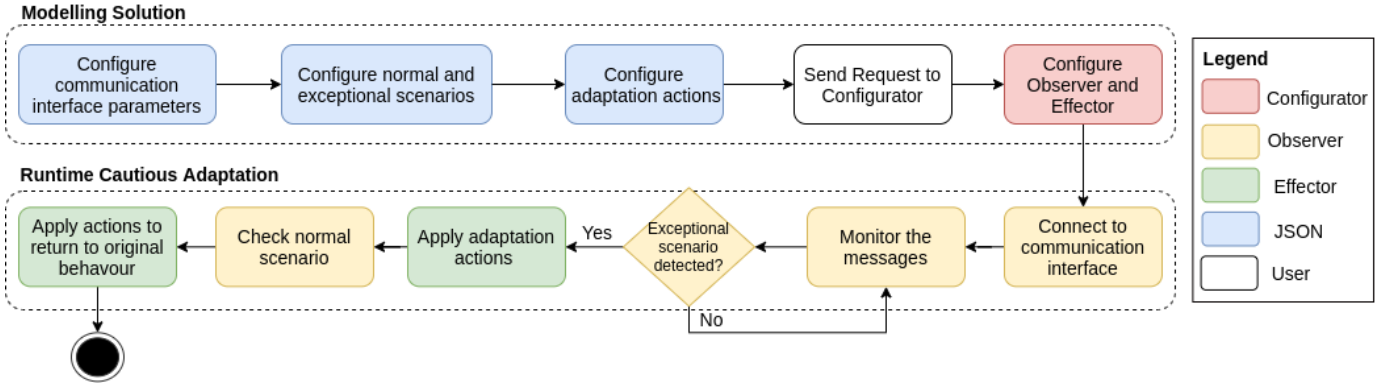 Modelling Solution
Configure
communication
interface parameters
Configure normal and
exceptional scenarios
Configure
adaptation actions
Send Request to
Configurator
Configure
Observer and
Effector
Legend
Configurator
Observer
Effector
JSON
User
Runtime Cautious Adaptation
Apply actions to
return to original
behavour
Check normal
scenario
Apply adaptation
actions
Yes
Exceptional
scenario
detected?
Monitor the
messages
Connect to
communication
interface
No